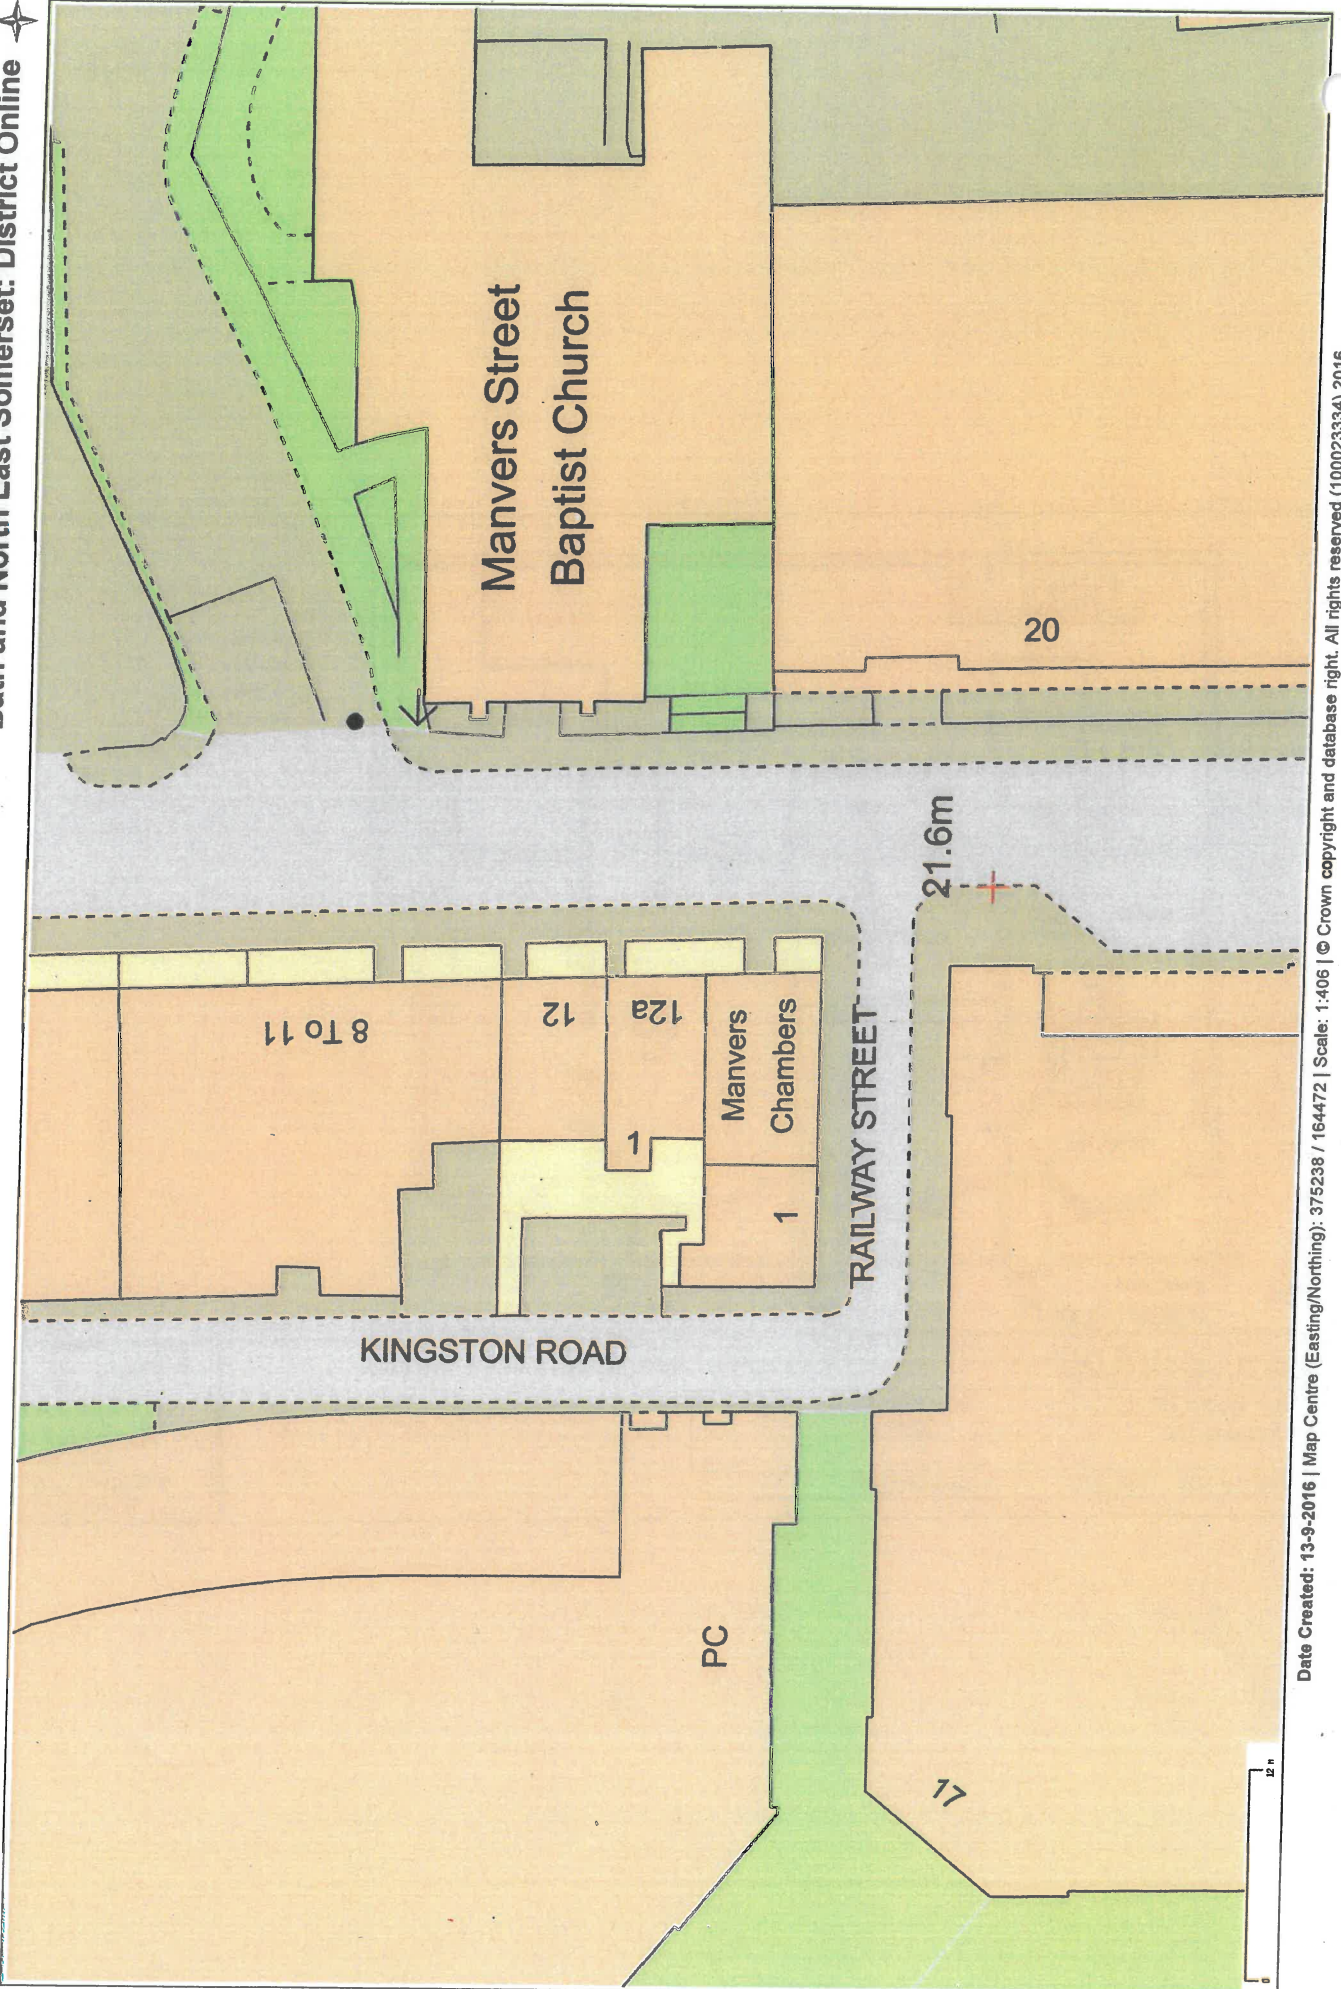 Bath and North East Somerset: District Online
Manvers Street
Baptist Church
20
21.6m
8 To 11
12
12a
Manvers
Chambers
1
1
RAILWAY STREET
KINGSTON ROAD
PC
17
0
12 M
Date Created: 13-9-2016 | Map Centre (Easting/Northing): 375238 / 164472 | Scale: 1:406 | © Crown copyright and database right. All rights reserved (100023334) 2016